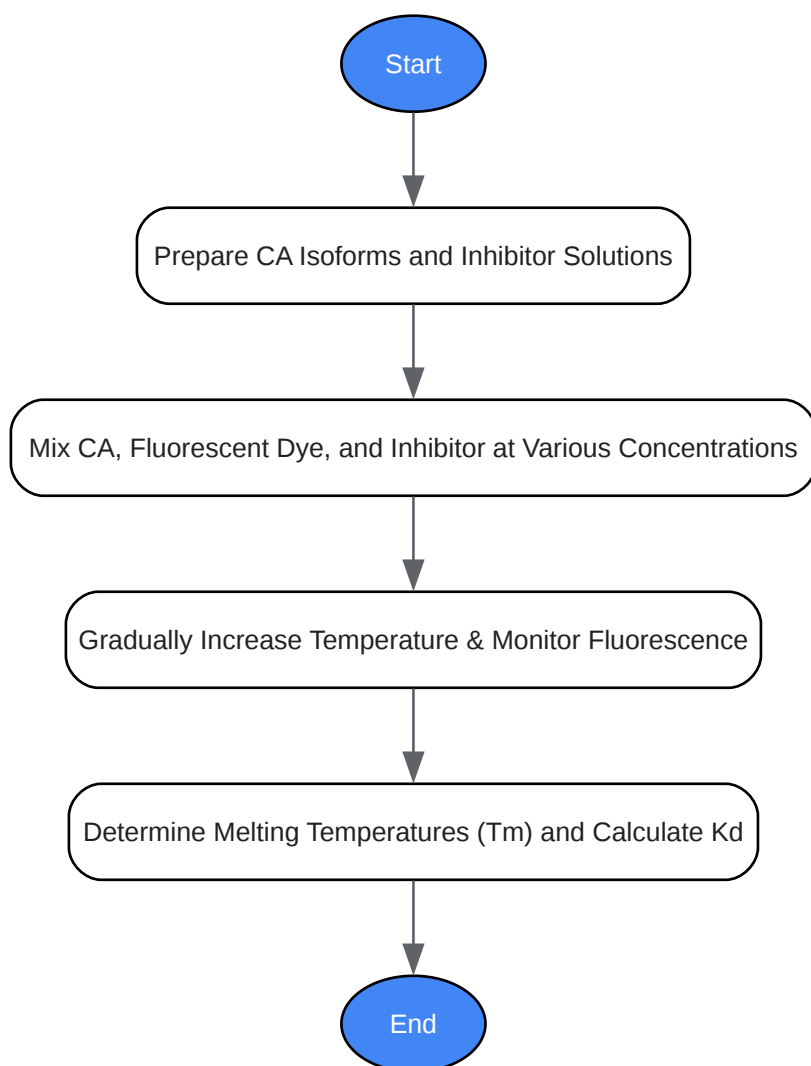 Start
Prepare CA Isoforms and Inhibitor Solutions
Mix CA, Fluorescent Dye, and Inhibitor at Various Concentrations
Gradually Increase Temperature & Monitor Fluorescence
Determine Melting Temperatures (Tm) and Calculate Kd
End